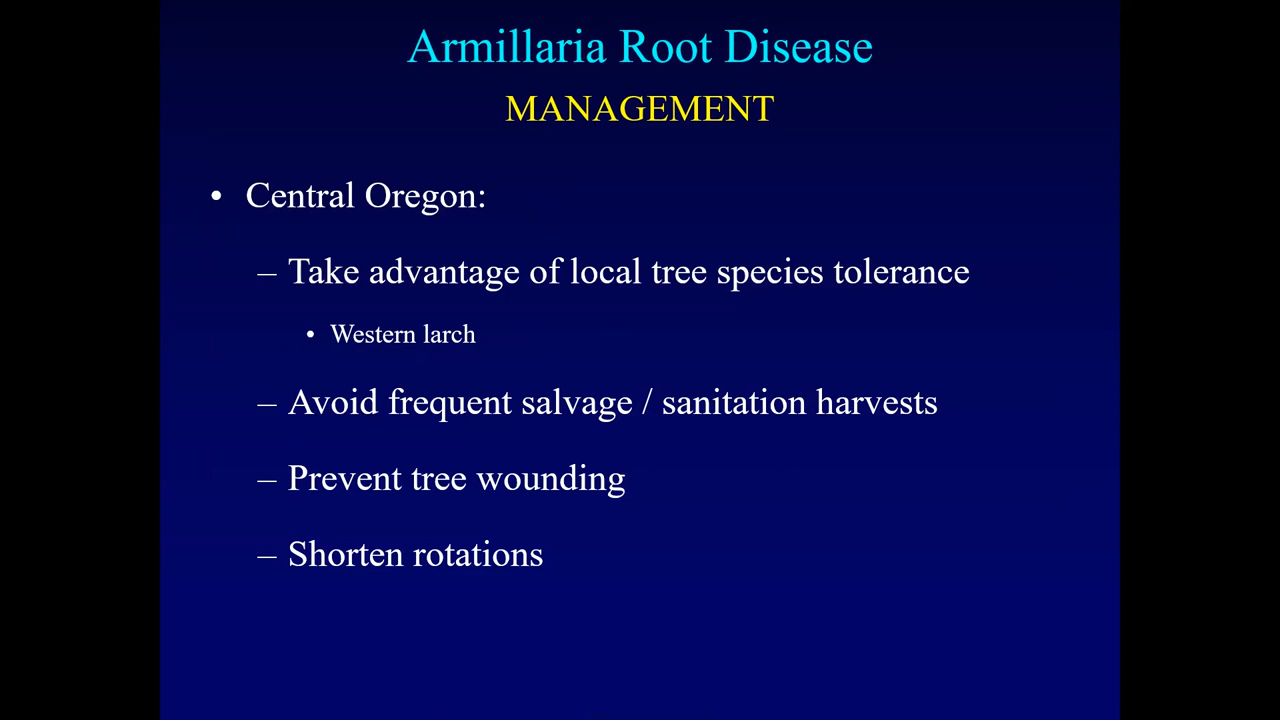 Armillaria Root Disease
MANAGEMENT
• Central Oregon:
– Take advantage of local tree species tolerance
• Western larch
– Avoid frequent salvage / sanitation harvests
– Prevent tree wounding
– Shorten rotations